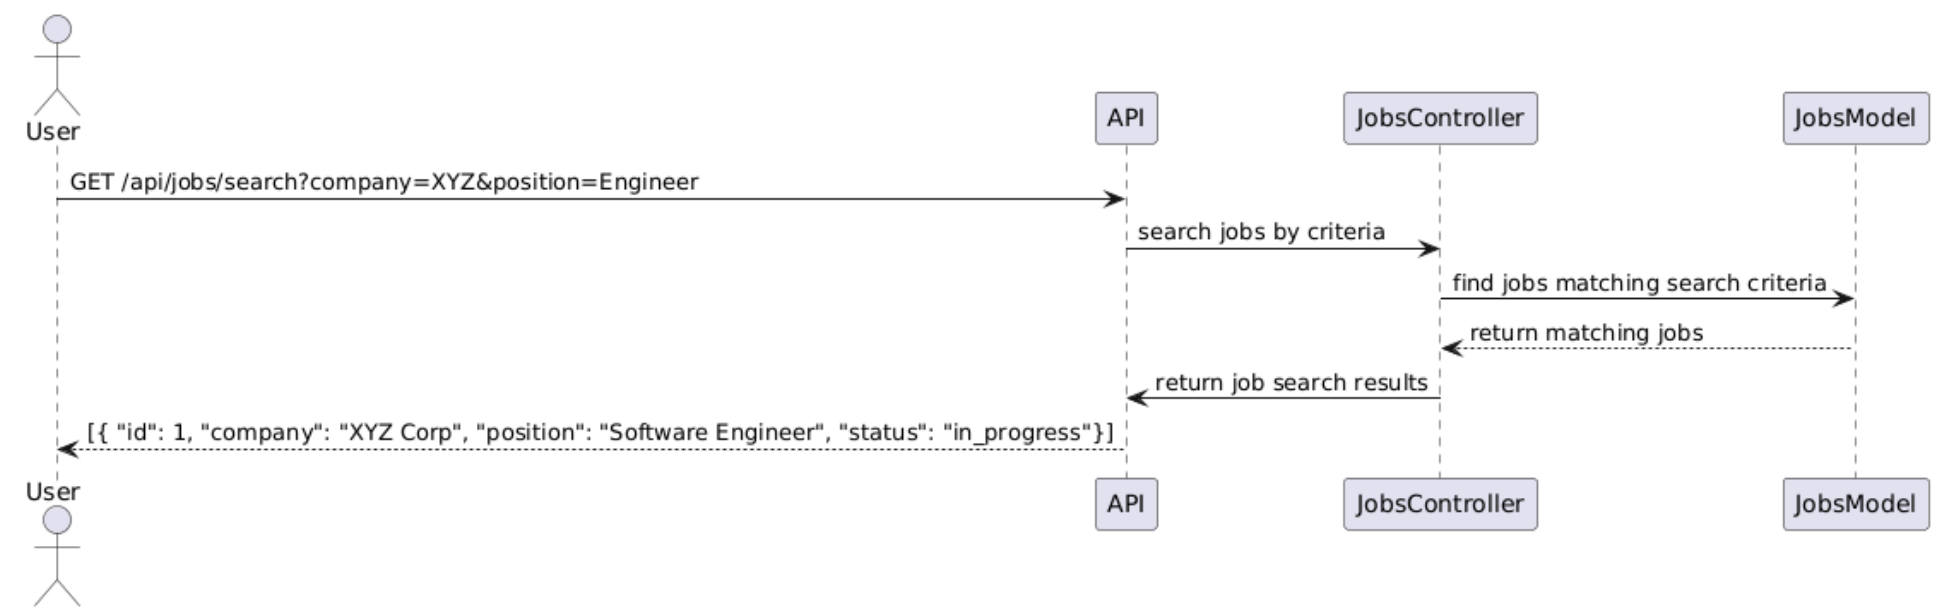 User
API
JobsController
JobsModel
GET /api/jobs/search?company=XYZ&position=Engineer
search jobs by criteria
find jobs matching search criteria
return matching jobs
return job search results
[{ "id": 1, "company": "XYZ Corp", "position": "Software Engineer", "status": "in_progress"}]
User
API
JobsController
JobsModel